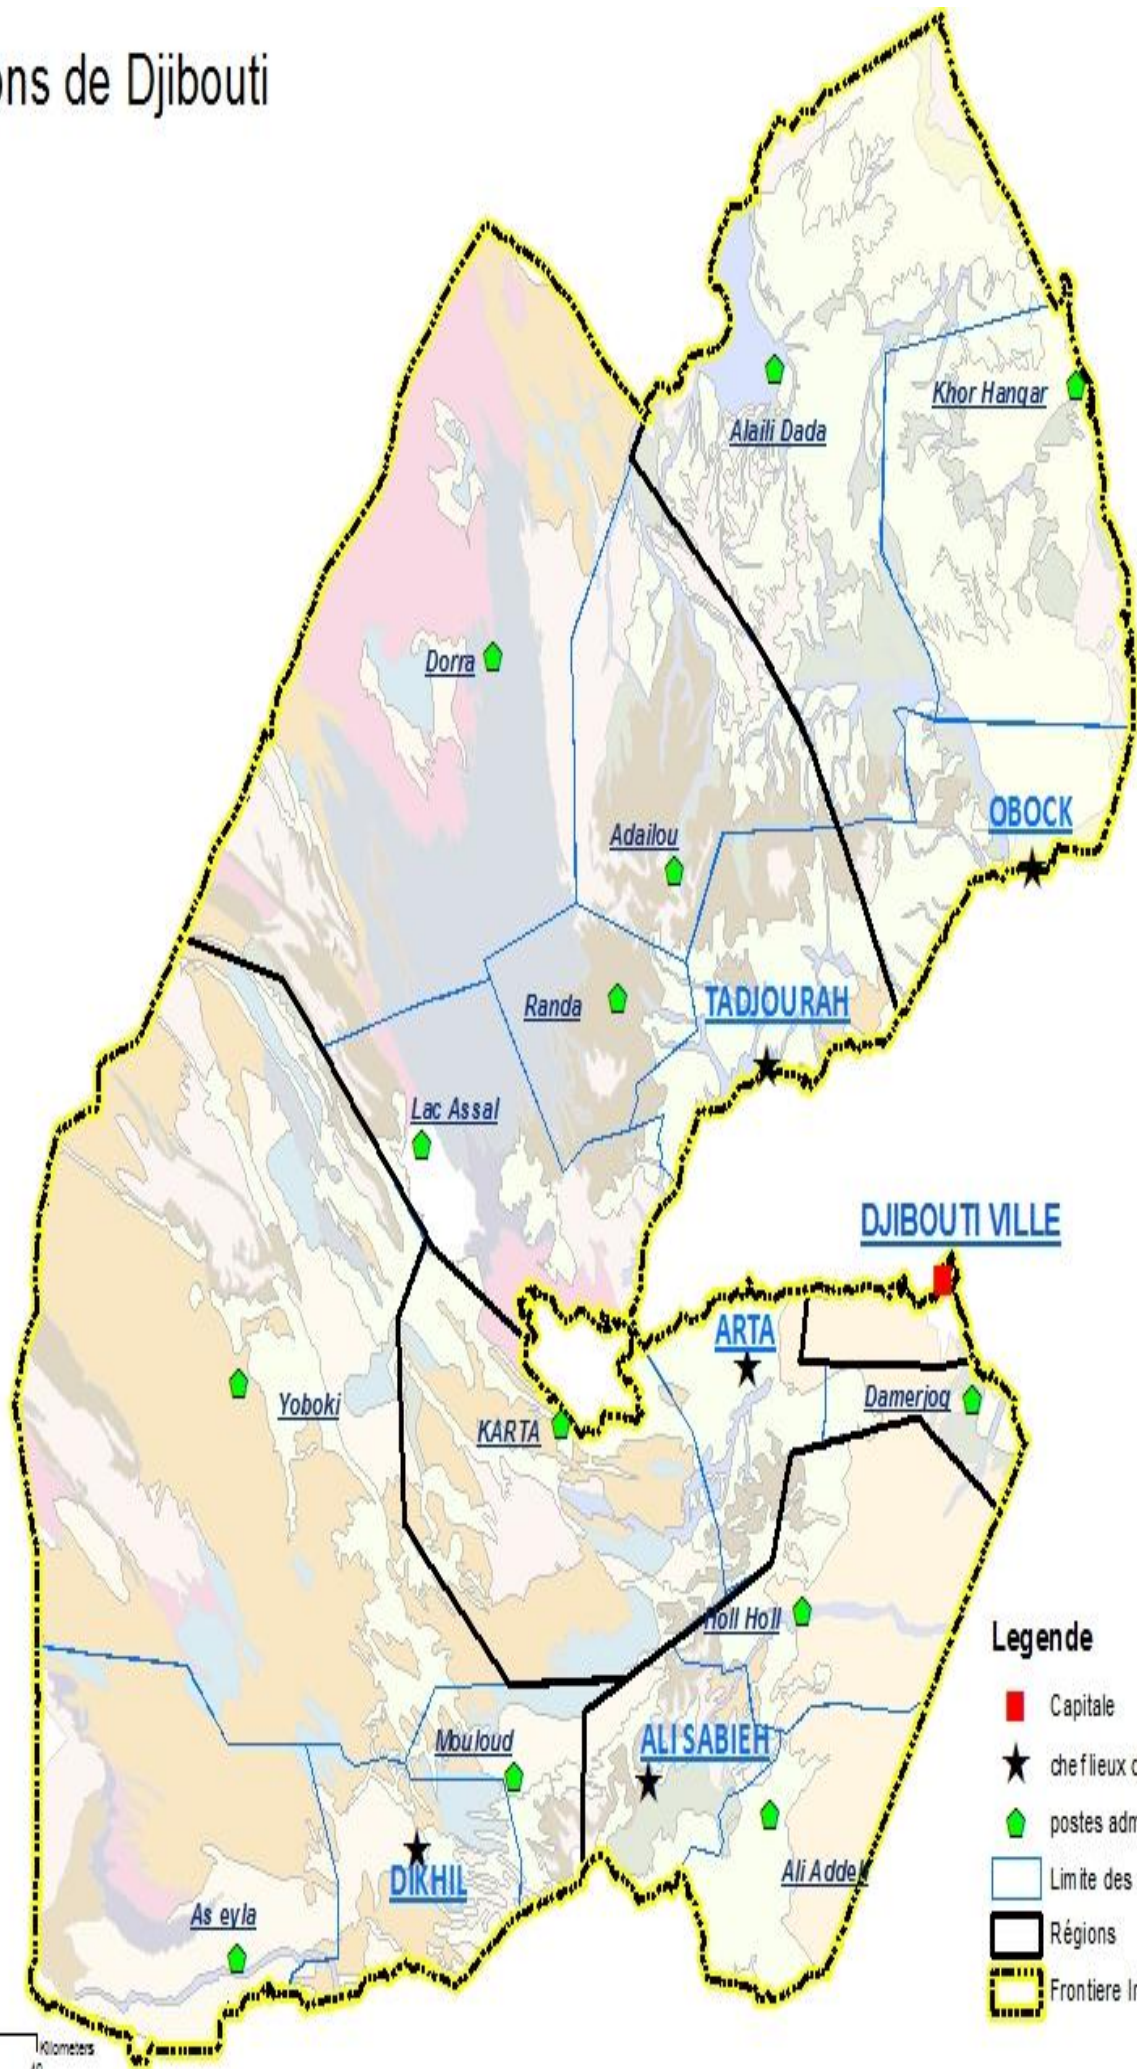 ons de Djibouti
Khor Hangar
Alaili Dada
Dorra
OBOCK
Adailou
Randa
TADJOURAH
Lac Assal
DJIBOUTI VILLE
ARTA
Damerjog
Yoboki
KARTA
Holl Holl
Legende
Capitale
chef lieux d
postes adm
Limite des
Régions
Frontiere In
Mouloud
ALI SABIEH
DIKHIL
Ali Addeh
As eyla
Kilometers